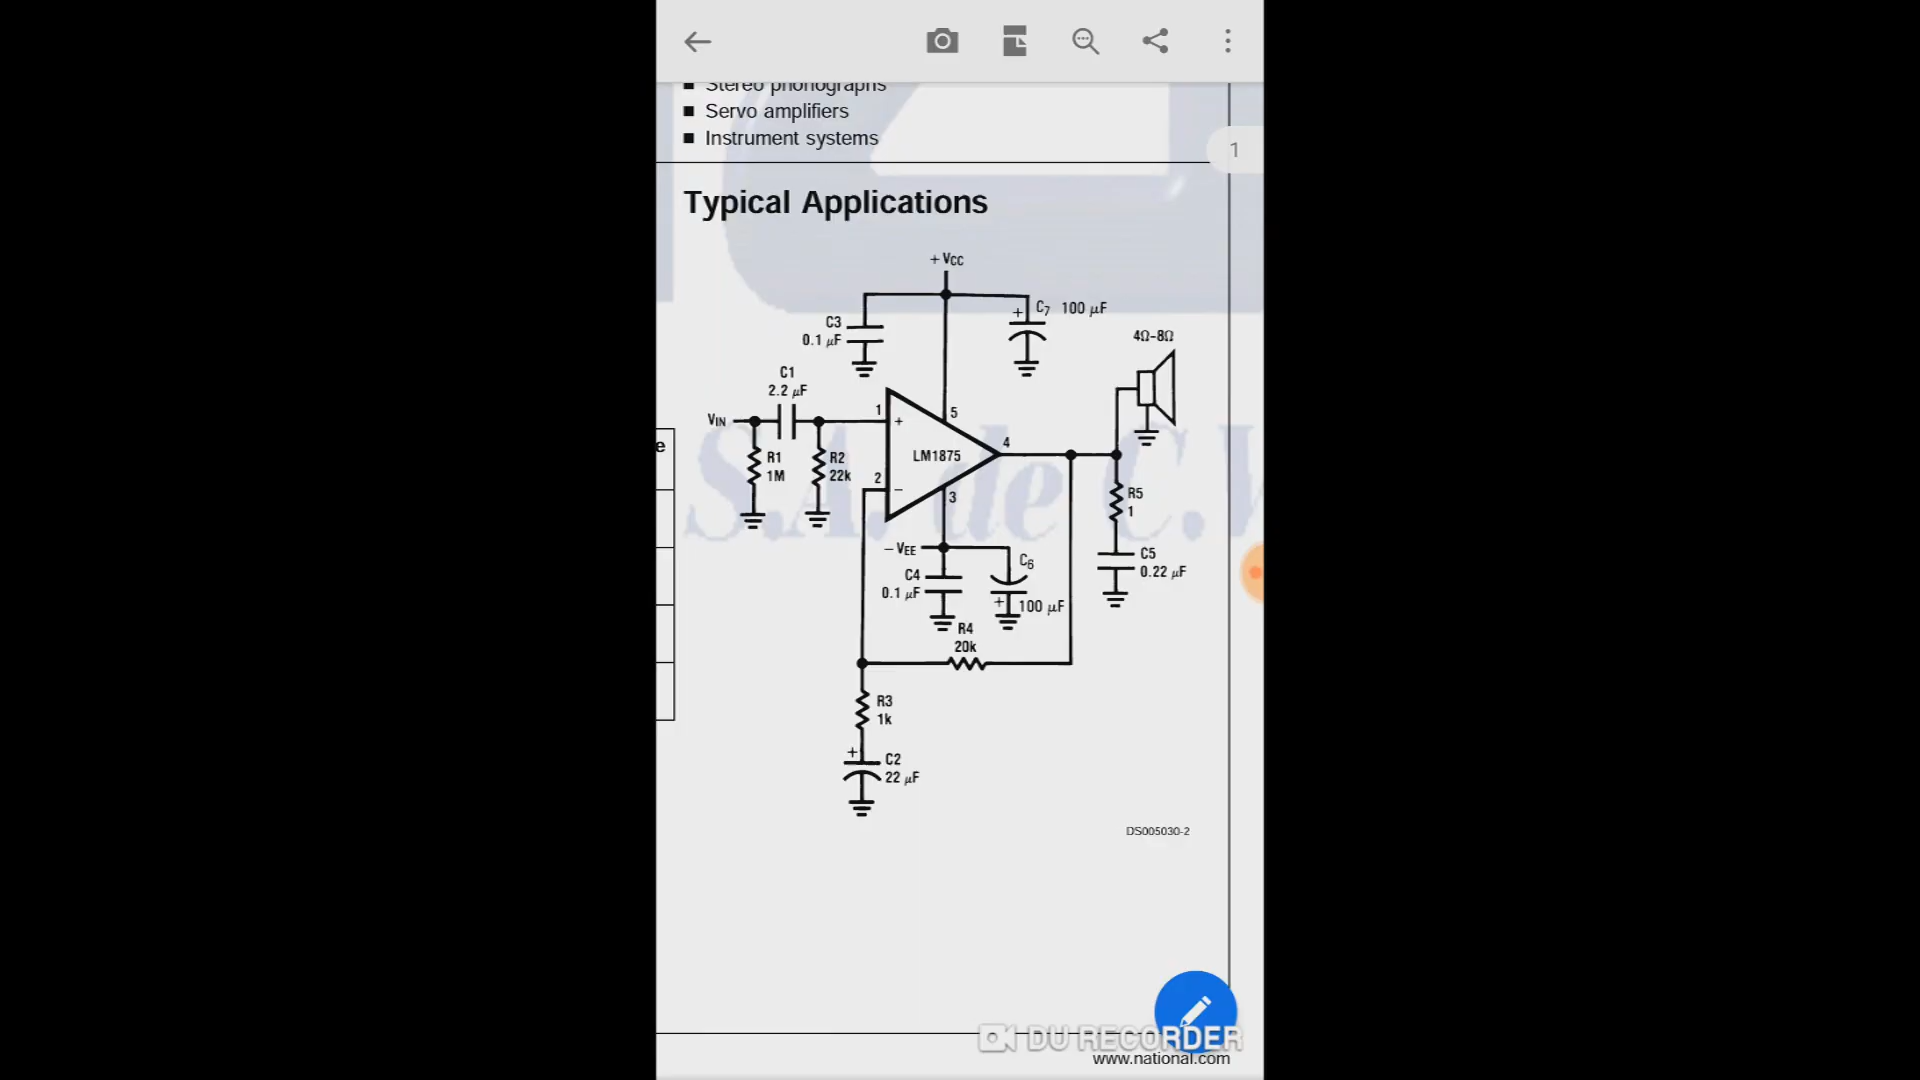 Stereo phonographs
■ Servo amplifiers
■ Instrument systems
1
Typical Applications
+VCC
C7 100 µF
C3
0.1 µF
4Ω–8Ω
C1
2.2 µF
VIN
1
+
5
R1
1M
R2
22k
LM1875
4
2
–
3
R5
1
–VEE
C4
0.1 µF
C6
+
100 µF
C5
0.22 µF
R4
20k
R3
1k
+
C2
22 µF
DS005030-2
e
S.A. de C.V
DU RECORDER
www.national.com